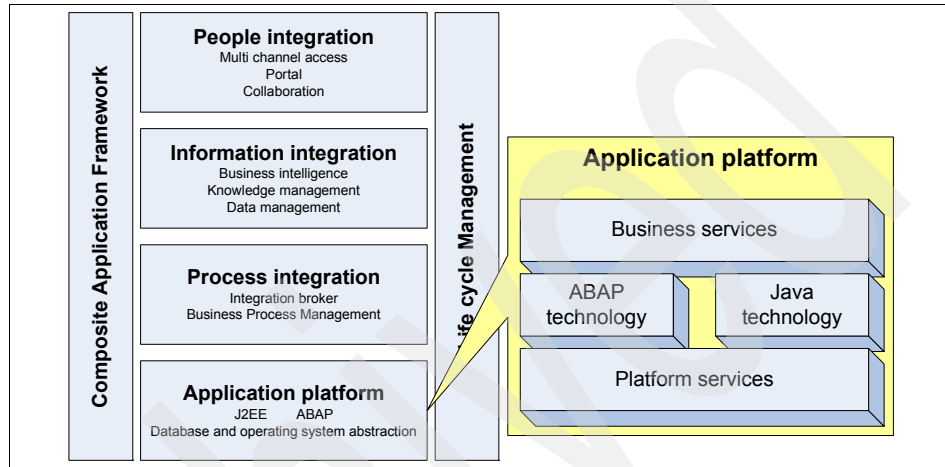 Composite Application Framework
People integration
Multi channel access
Portal
Collaboration
Information integration
Business intelligence
Knowledge management
Data management
Process integration
Integration broker
Business Process Management
Application platform
J2EE ABAP
Database and operating system abstraction
Life cycle Management
Application platform
Business services
ABAP
technology
Java
technology
Platform services